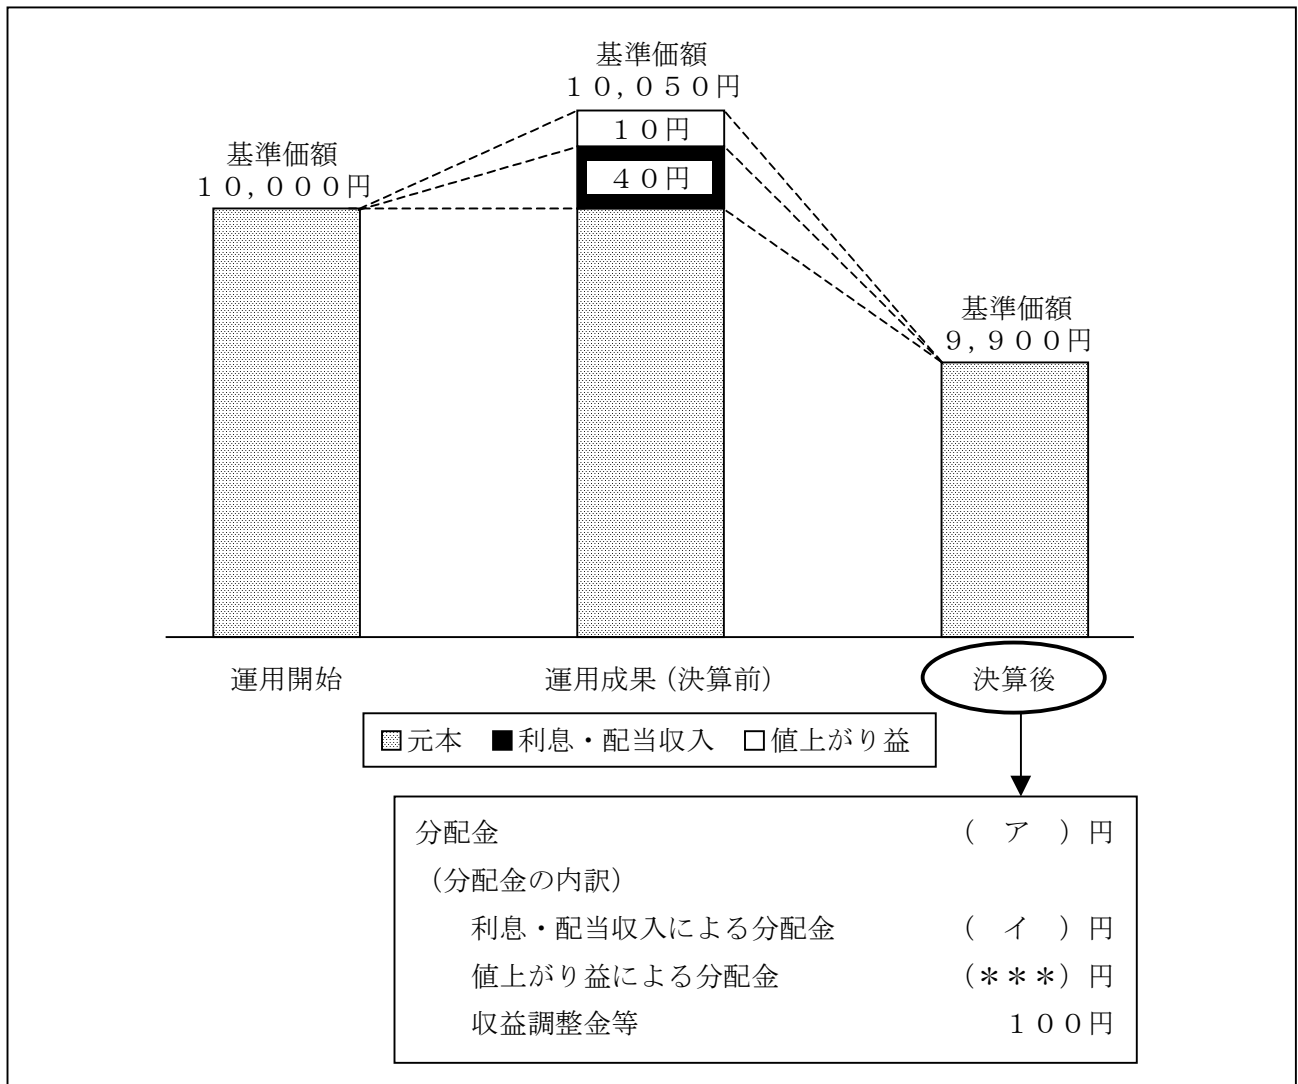 基準価額
１０,０５０円
１０円
４０円
基準価額
１０,０００円
基準価額
９,９００円
運用開始
運用成果（決算前）
決算後
元本 利息・配当収入 値上がり益
分配金 （　ア　）円
（分配金の内訳）
利息・配当収入による分配金 （　イ　）円
値上がり益による分配金 （＊＊＊）円
収益調整金等 １００円